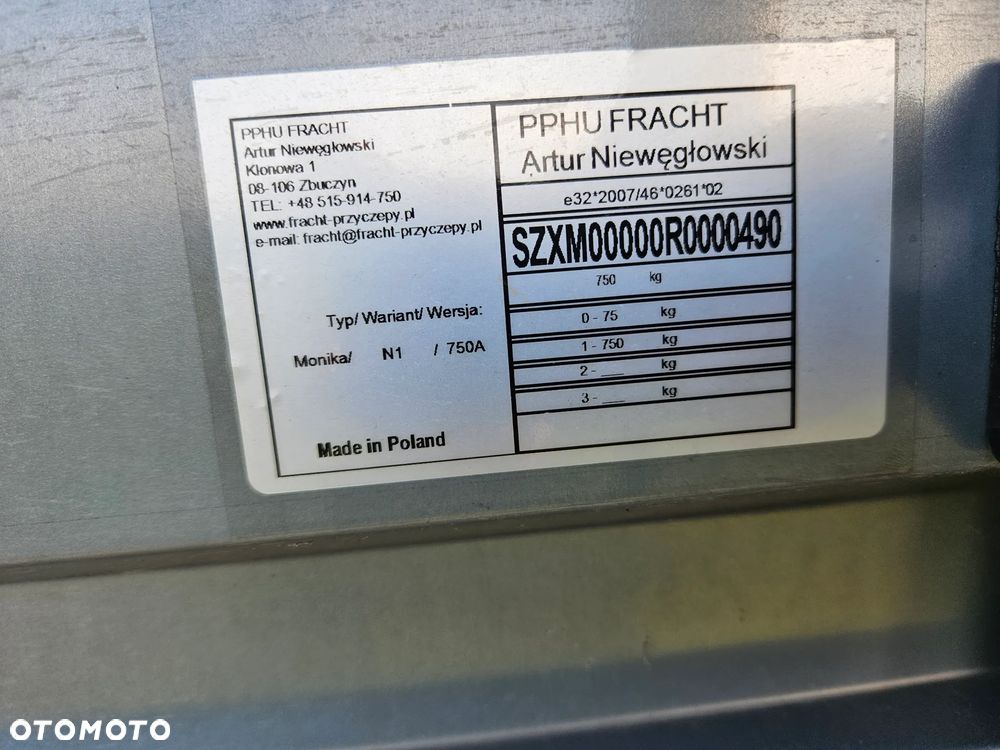 PPHU FRACHT
Artur Niewęgłowski
Klonowa 1
08-106 Zbuczyn
TEL: +48 515-914-750
www.fracht-przyczepy.pl
e-mail: fracht@fracht-przyczepy.pl
Typ/ Wariant/ Wersja:
Monika/ N1 / 750A
Made in Poland
PPHU FRACHT
Artur Niewęgłowski
e32*2007/46*0261*02
SZXM00000R0000490
750 kg
0 - 75 kg
1 - 750 kg
2 - ___ kg
3 - ___ kg
OTOMOTO